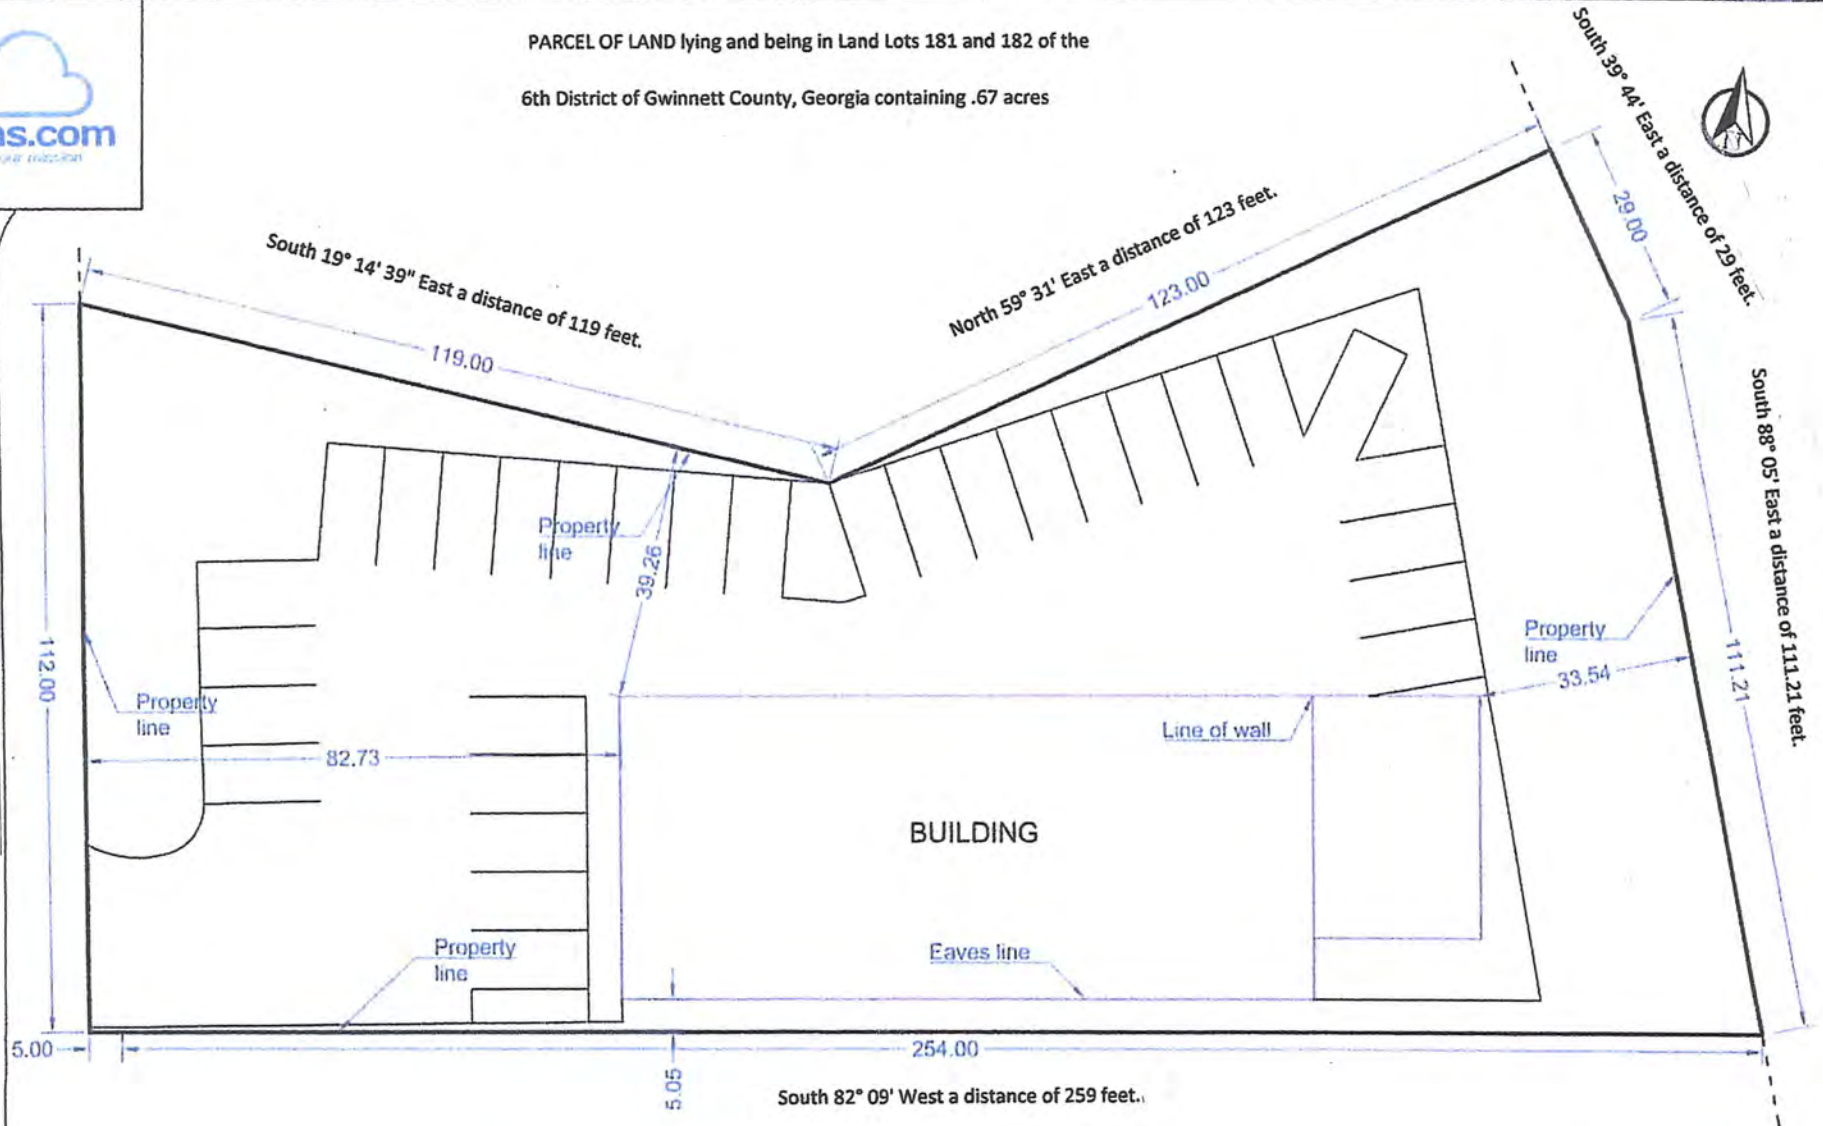 ns.com
PARCEL OF LAND lying and being in Land Lots 181 and 182 of the
6th District of Gwinnett County, Georgia containing .67 acres
South 39° 44' East a distance of 29 feet.
29.00
South 19° 14' 39" East a distance of 119 feet.
119.00
North 59° 31' East a distance of 123 feet.
123.00
South 88° 05' East a distance of 111.21 feet.
111.21
Property
line
39.26
Property
line
33.54
112.00
Property
line
82.73
Line of wall
BUILDING
Property
line
Eaves line
5.00
254.00
5.05
South 82° 09' West a distance of 259 feet.